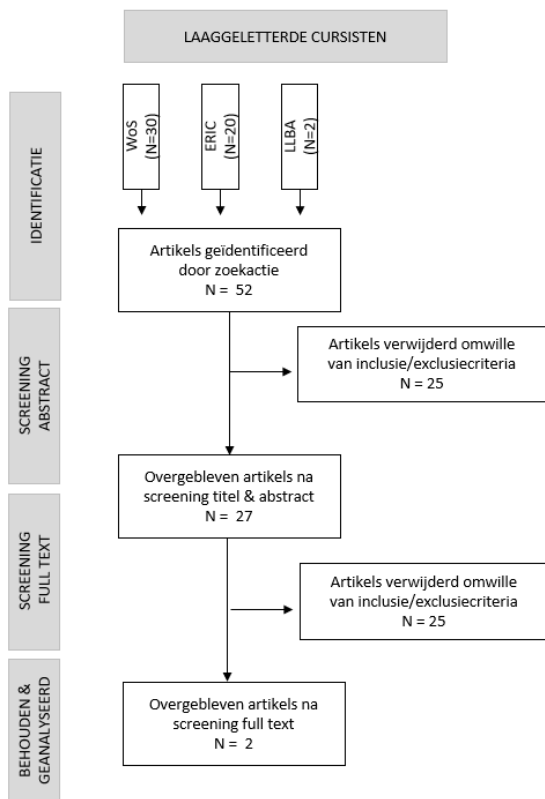 LAAGGELETTERDE CURSISTEN
IDENTIFICATIE
WoS
(N=30)
ERIC
(N=20)
LLBA
(N=2)
Artikels geïdentificeerd
door zoekactie
N = 52
SCREENING
ABSTRACT
Artikels verwijderd omwille
van inclusie/exclusiecriteria
N = 25
Overgebleven artikels na
screening titel & abstract
N = 27
SCREENING
FULL TEXT
Artikels verwijderd omwille
van inclusie/exclusiecriteria
N = 25
BEHOUDEN &
GEANALYSEERD
Overgebleven artikels na
screening full text
N = 2